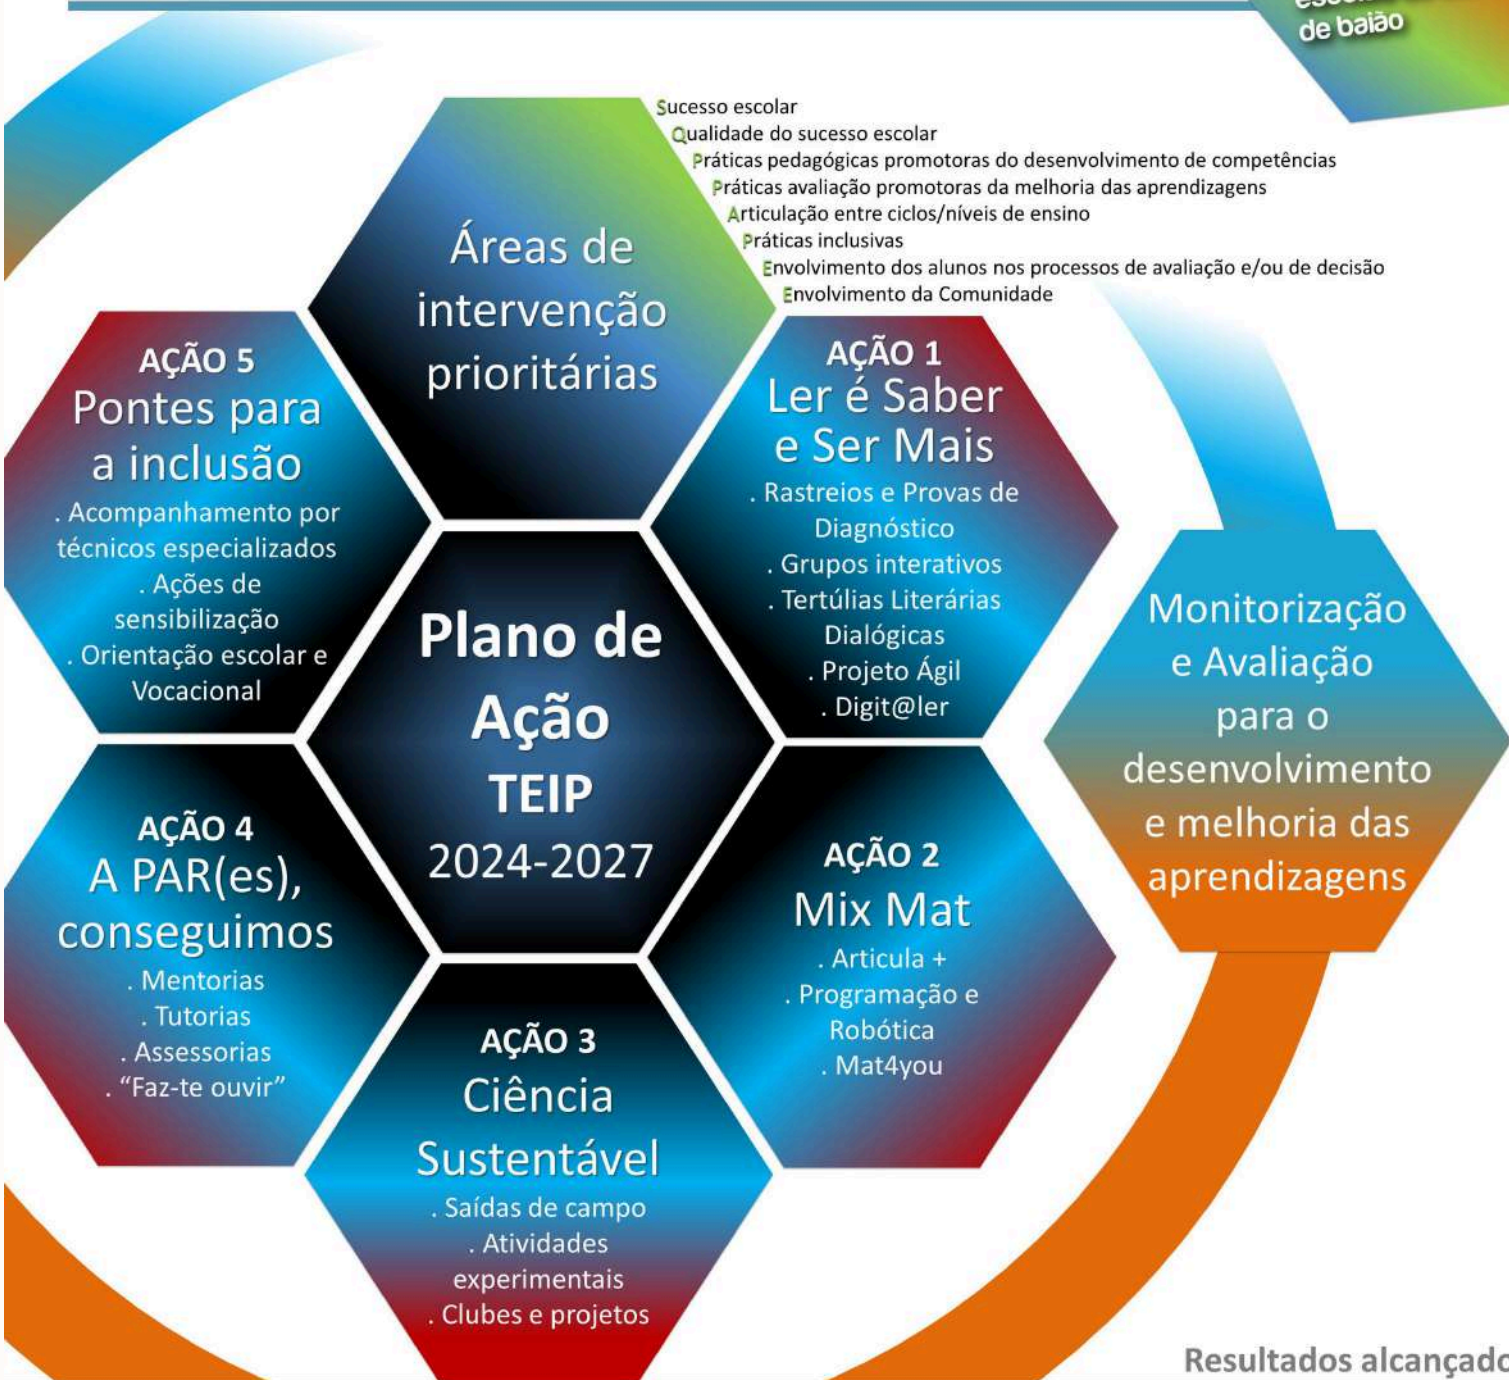 de baião
Sucesso escolar
Qualidade do sucesso escolar
Práticas pedagógicas promotoras do desenvolvimento de competências
Práticas avaliação promotoras da melhoria das aprendizagens
Articulação entre ciclos/níveis de ensino
Práticas inclusivas
Envolvimento dos alunos nos processos de avaliação e/ou de decisão
Envolvimento da Comunidade
Áreas de
intervenção
prioritárias
AÇÃO 1
Ler é Saber
e Ser Mais
. Rastreios e Provas de
Diagnóstico
. Grupos interativos
. Tertúlias Literárias
Dialógicas
. Projeto Ágil
. Digit@ler
AÇÃO 5
Pontes para
a inclusão
. Acompanhamento por
técnicos especializados
. Ações de
sensibilização
. Orientação escolar e
Vocacional
Plano de
Ação
TEIP
2024-2027
Monitorização
e Avaliação
para o
desenvolvimento
e melhoria das
aprendizagens
AÇÃO 4
A PAR(es),
conseguimos
. Mentorias
. Tutorias
. Assessorias
. “Faz-te ouvir”
AÇÃO 2
Mix Mat
. Articula +
. Programação e
Robótica
. Mat4you
AÇÃO 3
Ciência
Sustentável
. Saídas de campo
. Atividades
experimentais
. Clubes e projetos
Resultados alcançado